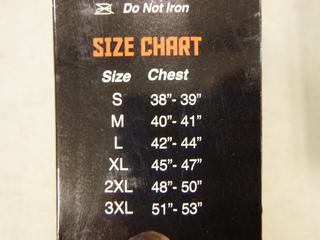 Do Not Iron
SIZE CHART
Size Chest
S 38"- 39"
M 40"- 41"
L 42"- 44"
XL 45"- 47"
2XL 48"- 50"
3XL 51"- 53"